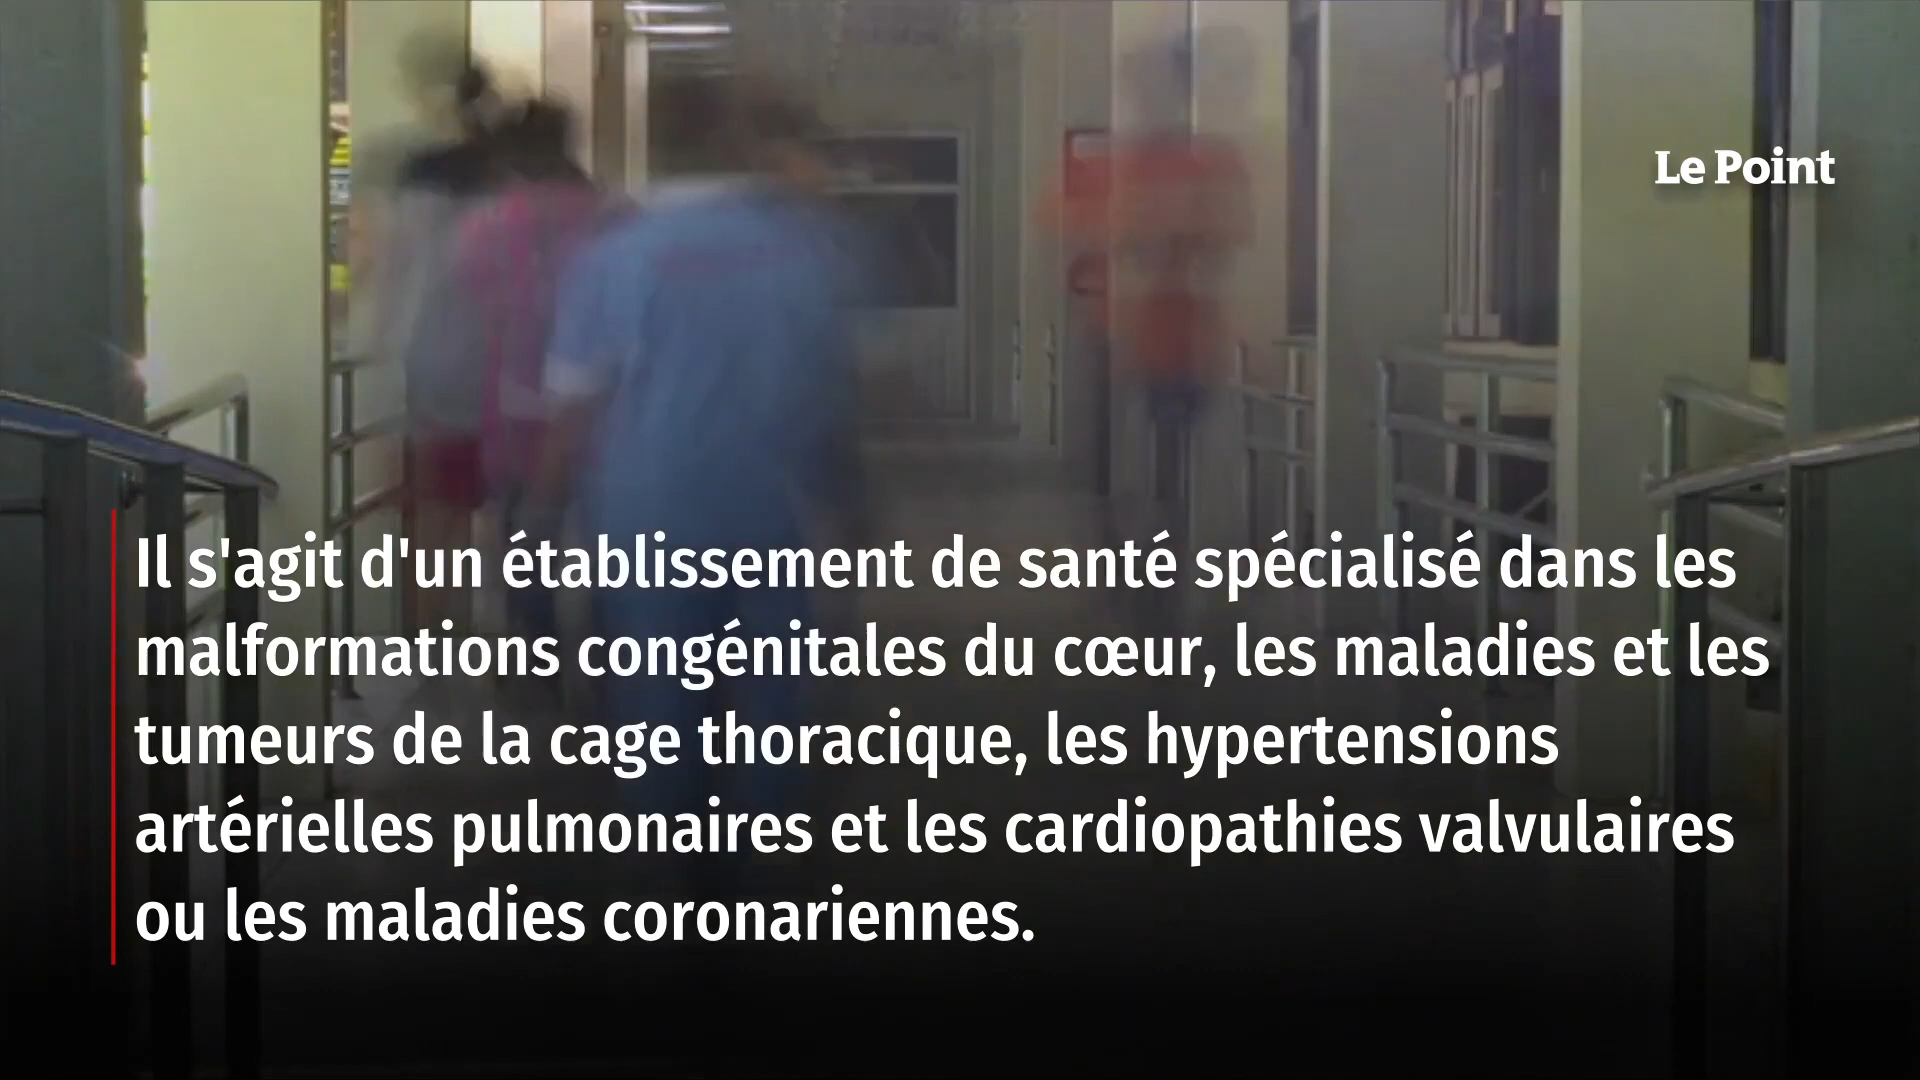 Le Point
Il s'agit d'un établissement de santé spécialisé dans les
malformations congénitales du cœur, les maladies et les
tumeurs de la cage thoracique, les hypertensions
artérielles pulmonaires et les cardiopathies valvulaires
ou les maladies coronariennes.